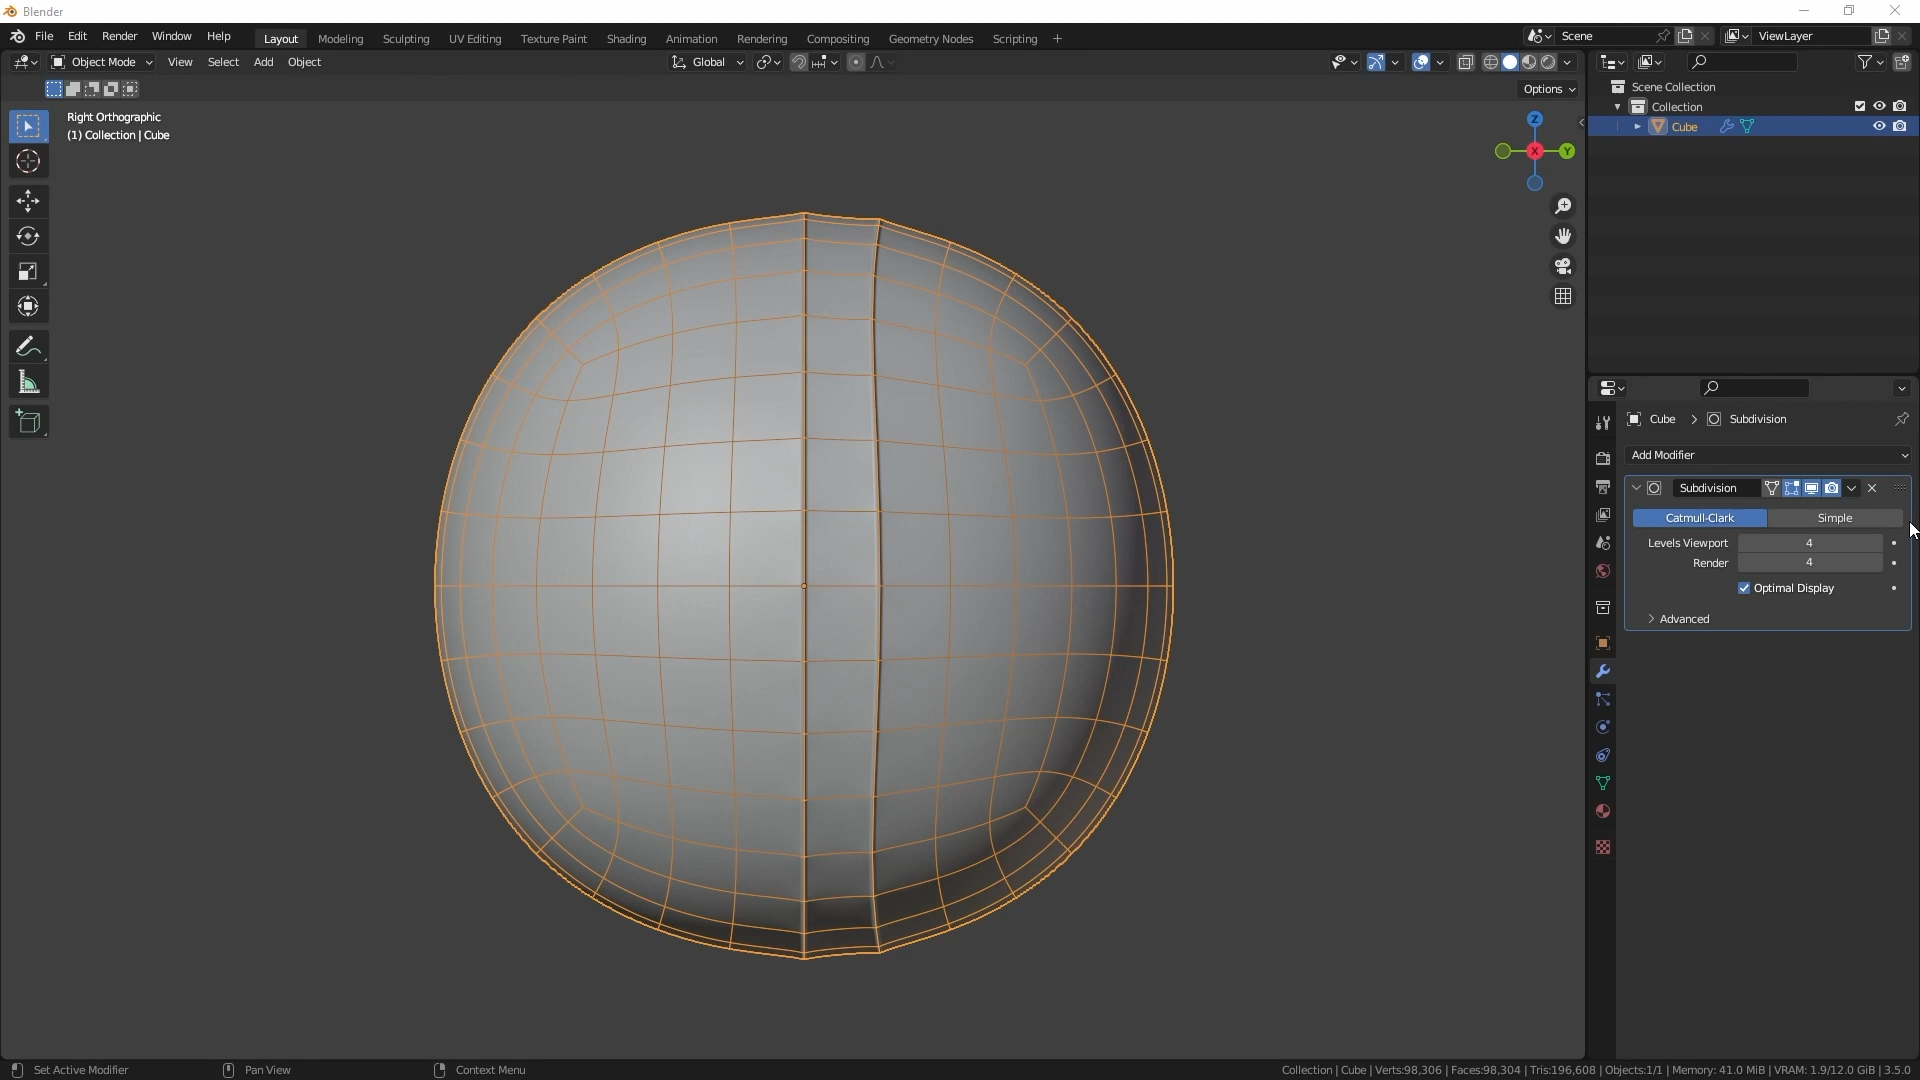 Blender
File Edit Render Window Help
Layout Modeling Sculpting UV Editing Texture Paint Shading Animation Rendering Compositing Geometry Nodes Scripting +
Scene
ViewLayer
Object Mode View Select Add Object
Global
Options
Right Orthographic
(1) Collection | Cube
Z
X
Y
Scene Collection
Collection
Cube
Cube > Subdivision
Add Modifier
Subdivision
Catmull-Clark Simple
Levels Viewport 4
Render 4
Optimal Display
Advanced
Set Active Modifier
Pan View
Context Menu
Collection | Cube | Verts:98,306 | Faces:98,304 | Tris:196,608 | Objects:1/1 | Memory: 41.0 MiB | VRAM: 1.9/12.0 GiB | 3.5.0